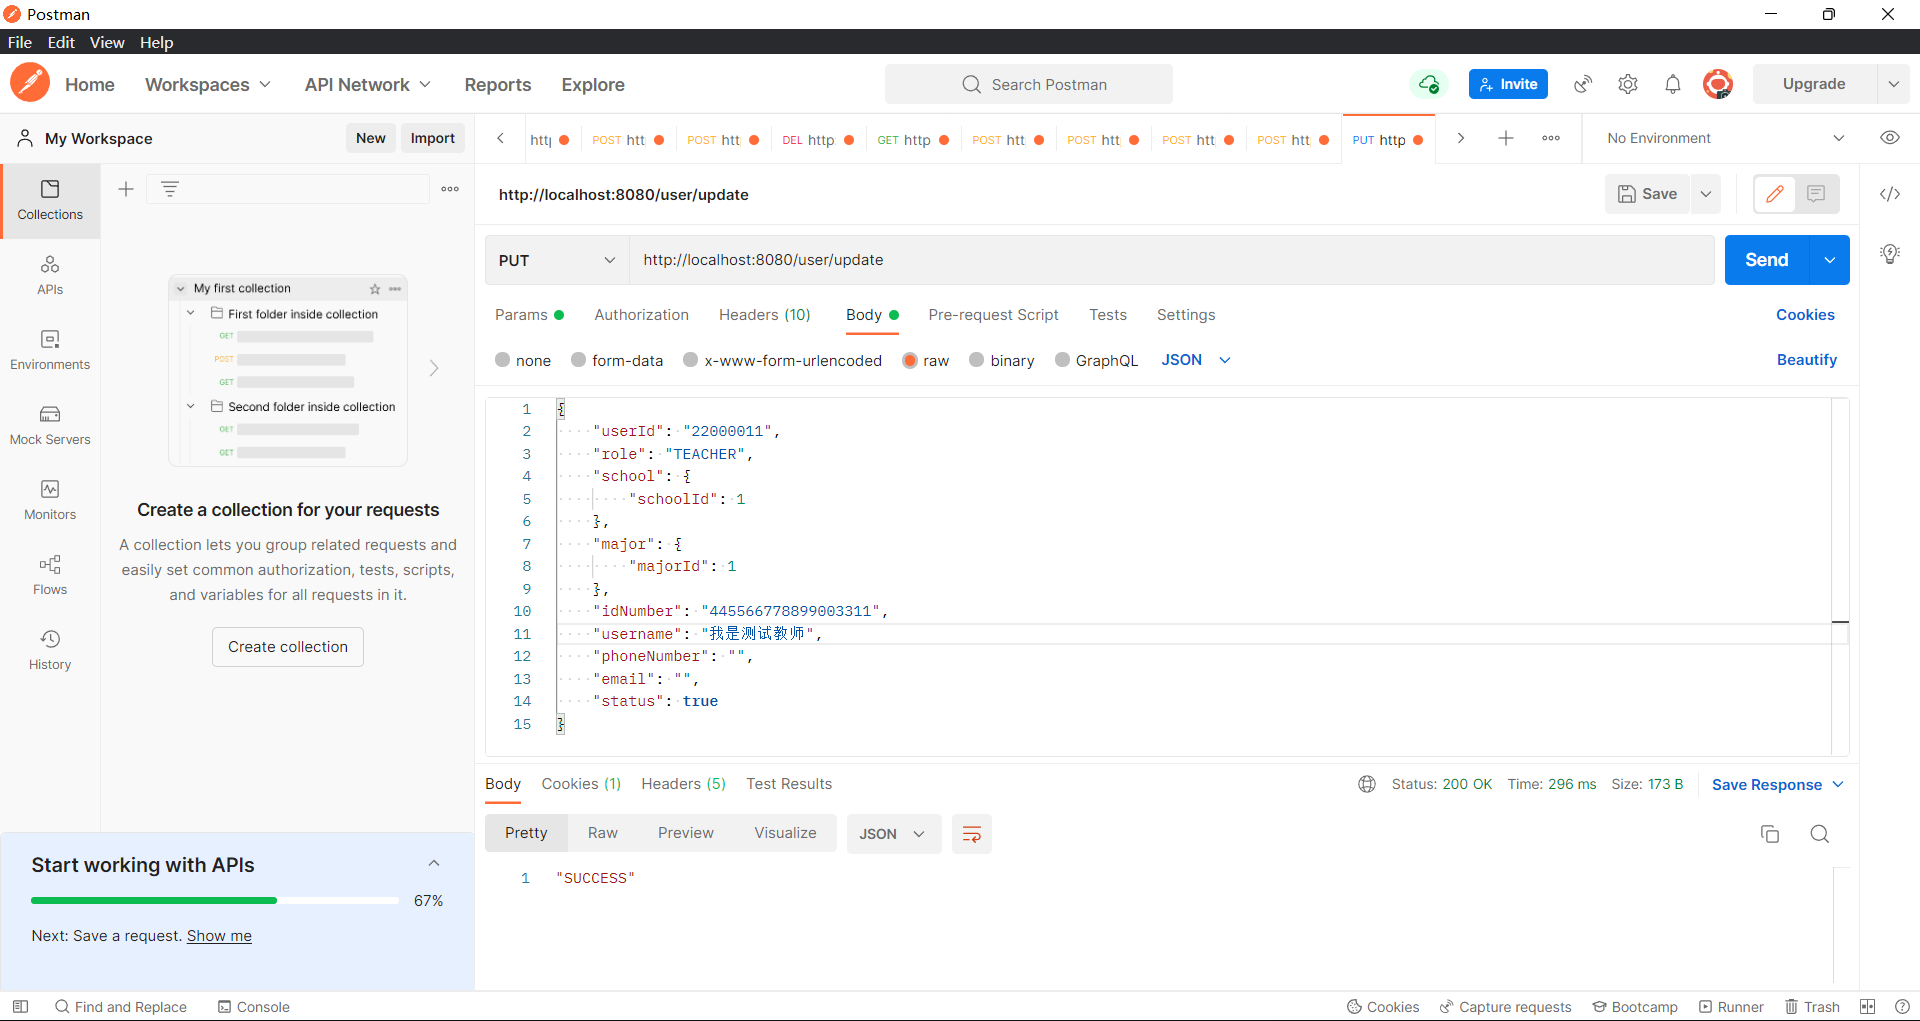 Postman
File Edit View Help
Home Workspaces API Network Reports Explore Search Postman Invite Upgrade
My Workspace New Import
http POST htt POST htt DEL http GET http POST htt POST htt POST htt POST htt PUT http No Environment
Collections
APIs
Environments
Mock Servers
Monitors
Flows
History
My first collection
First folder inside collection
GET
POST
GET
Second folder inside collection
GET
GET
Create a collection for your requests
A collection lets you group related requests and
easily set common authorization, tests, scripts,
and variables for all requests in it.
Create collection
Start working with APIs
67%
Next: Save a request. Show me
http://localhost:8080/user/update Save
PUT http://localhost:8080/user/update Send
Params Authorization Headers (10) Body Pre-request Script Tests Settings Cookies
none form-data x-www-form-urlencoded raw binary GraphQL JSON Beautify
1 {
2 "userId": "22000011",
3 "role": "TEACHER",
4 "school": {
5 "schoolId": 1
6 },
7 "major": {
8 "majorId": 1
9 },
10 "idNumber": "445566778899003311",
11 "username": "我是测试教师",
12 "phoneNumber": "",
13 "email": "",
14 "status": true
15 }
Body Cookies (1) Headers (5) Test Results Status: 200 OK Time: 296 ms Size: 173 B Save Response
Pretty Raw Preview Visualize JSON
1 "SUCCESS"
Find and Replace Console Cookies Capture requests Bootcamp Runner Trash